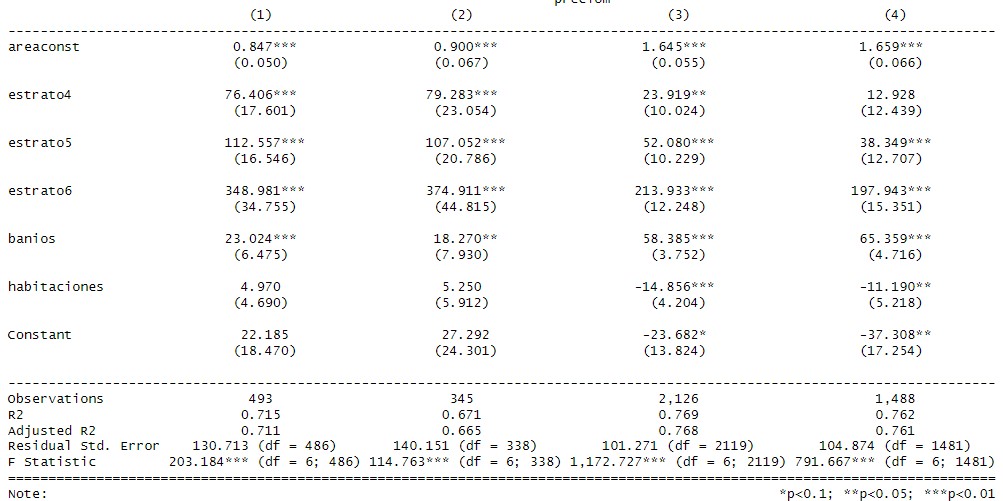 preciom
(1) (2) (3) (4)
areaconst 0.847*** 0.900*** 1.645*** 1.659***
(0.050) (0.067) (0.055) (0.066)
estrato4 76.406*** 79.283*** 23.919** 12.928
(17.601) (23.054) (10.024) (12.439)
estrato5 112.557*** 107.052*** 52.080*** 38.349***
(16.546) (20.786) (10.229) (12.707)
estrato6 348.981*** 374.911*** 213.933*** 197.943***
(34.755) (44.815) (12.248) (15.351)
banios 23.024*** 18.270** 58.385*** 65.359***
(6.475) (7.930) (3.752) (4.716)
habitaciones 4.970 5.250 -14.856*** -11.190**
(4.690) (5.912) (4.204) (5.218)
Constant 22.185 27.292 -23.682* -37.308**
(18.470) (24.301) (13.824) (17.254)
Observations 493 345 2,126 1,488
R2 0.715 0.671 0.769 0.762
Adjusted R2 0.711 0.665 0.768 0.761
Residual Std. Error 130.713 (df = 486) 140.151 (df = 338) 101.271 (df = 2119) 104.874 (df = 1481)
F Statistic 203.184*** (df = 6; 486) 114.763*** (df = 6; 338) 1,172.727*** (df = 6; 2119) 791.667*** (df = 6; 1481)
Note: *p<0.1; **p<0.05; ***p<0.01